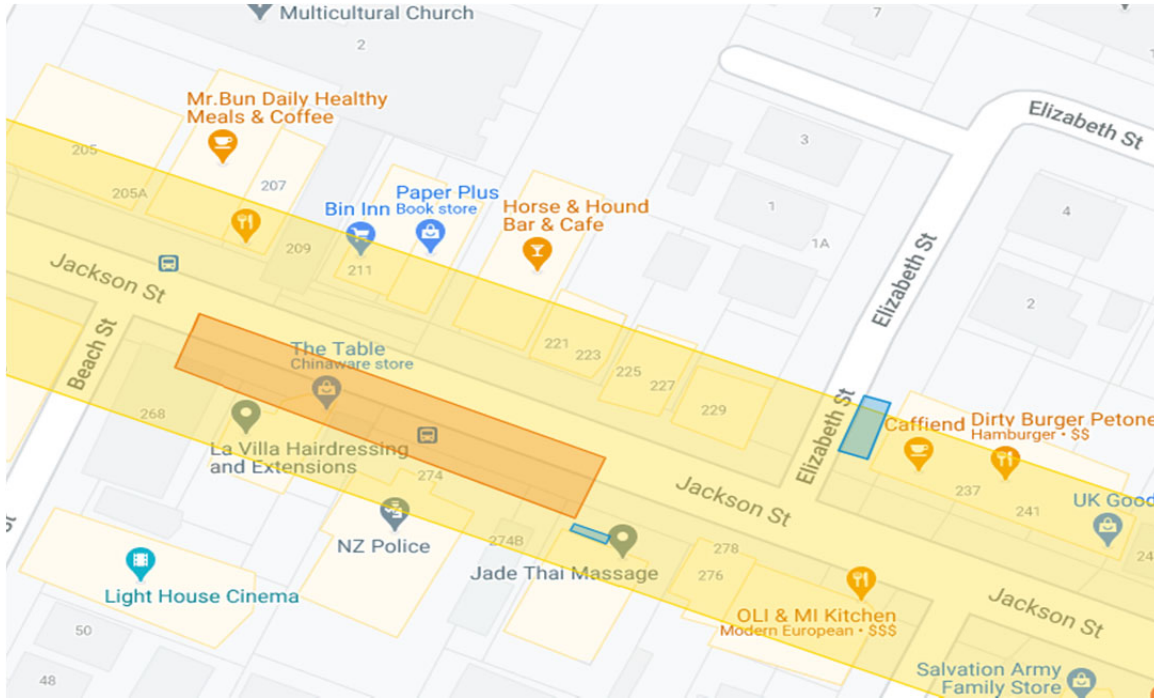 Multicultural Church
2
7
Mr.Bun Daily Healthy
Meals & Coffee
Elizabeth St
205
3
205A
207
Paper Plus
Book store
Bin Inn
Horse & Hound
Bar & Cafe
1
4
1A
209
211
Jackson St
Elizabeth St
2
Beach St
The Table
Chinaware store
221
223
225
227
229
268
Elizabeth St
Caffiend
Dirty Burger Petone
Hamburger • $$
La Villa Hairdressing
and Extensions
274
Jackson St
237
241
UK Good
St
NZ Police
274B
278
Jade Thai Massage
276
24
Light House Cinema
OLI & MI Kitchen
Modern European • $$$
Jackson St
50
48
Salvation Army
Family Store